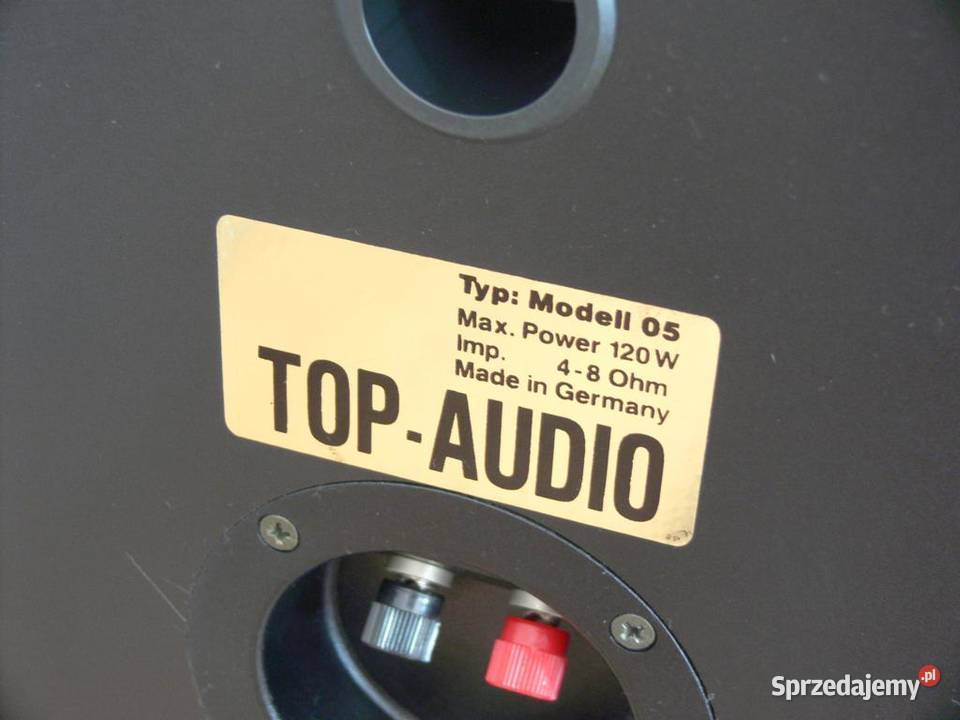 Typ: Modell 05
Max. Power 120 W
Imp. 4-8 Ohm
Made in Germany
TOP-AUDIO
Sprzedajemy.pl